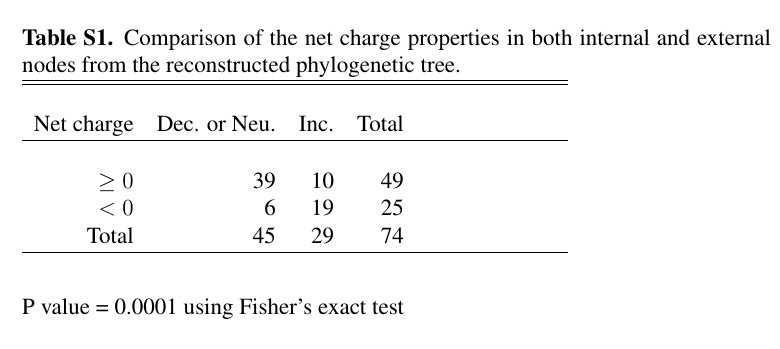 Table S1. Comparison of the net charge properties in both internal and external
nodes from the reconstructed phylogenetic tree.
Net charge Dec. or Neu. Inc. Total
≥ 0 39 10 49
< 0 6 19 25
Total 45 29 74
P value = 0.0001 using Fisher’s exact test